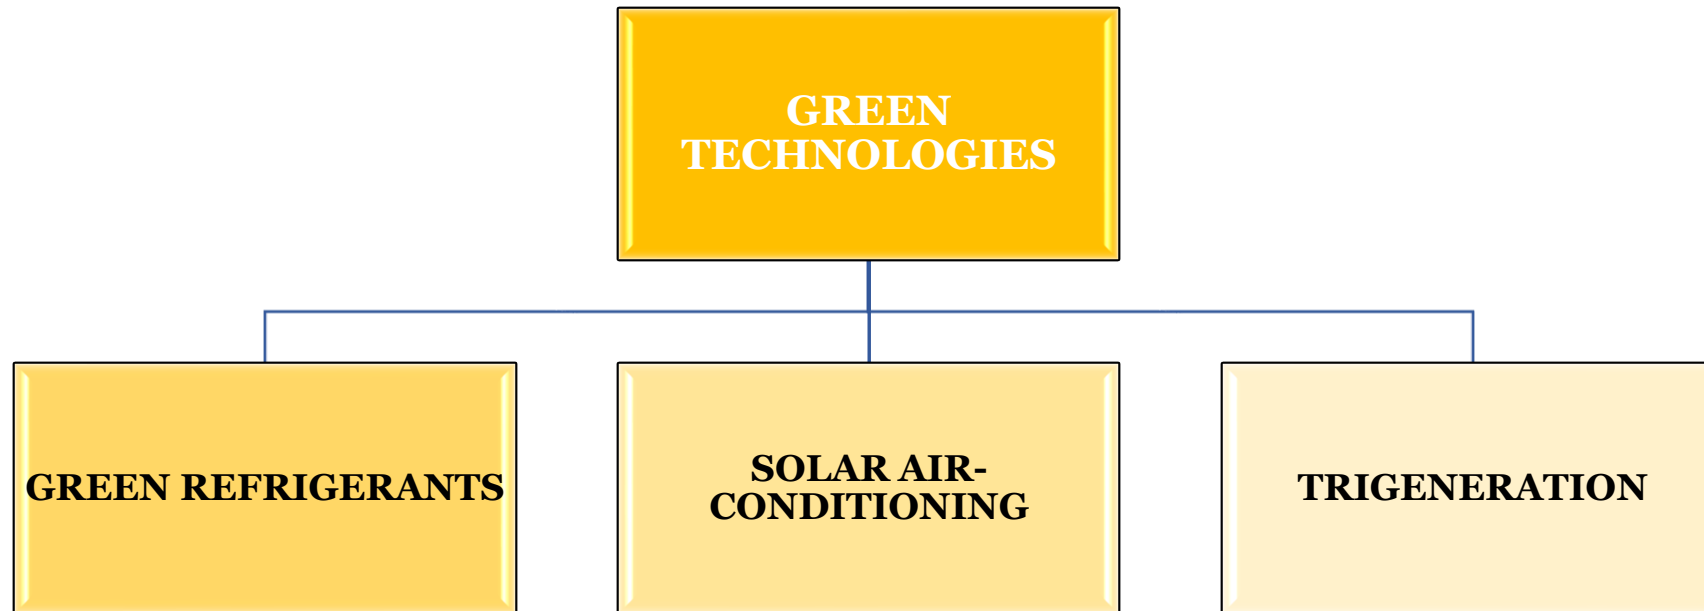 GREEN
TECHNOLOGIES
GREEN REFRIGERANTS
SOLAR AIR-
CONDITIONING
TRIGENERATION